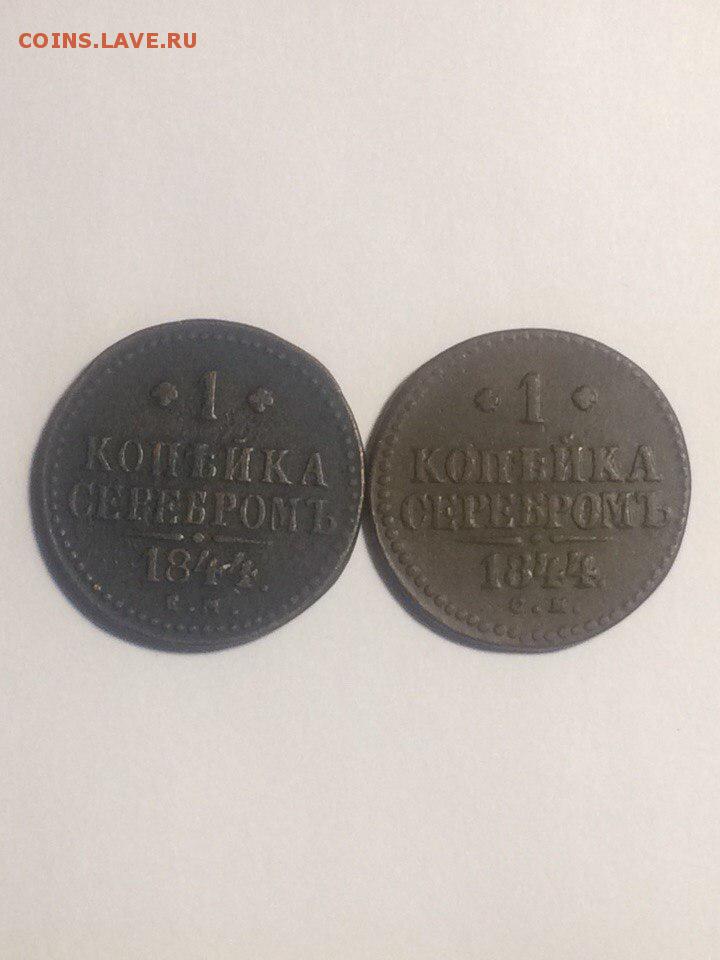 COINS.LAVE.RU
1
КОПѢЙКА
СЕРЕБРОМЪ
1844.
С. М.
1
КОПѢЙКА
СЕРЕБРОМЪ
1844.
С. М.